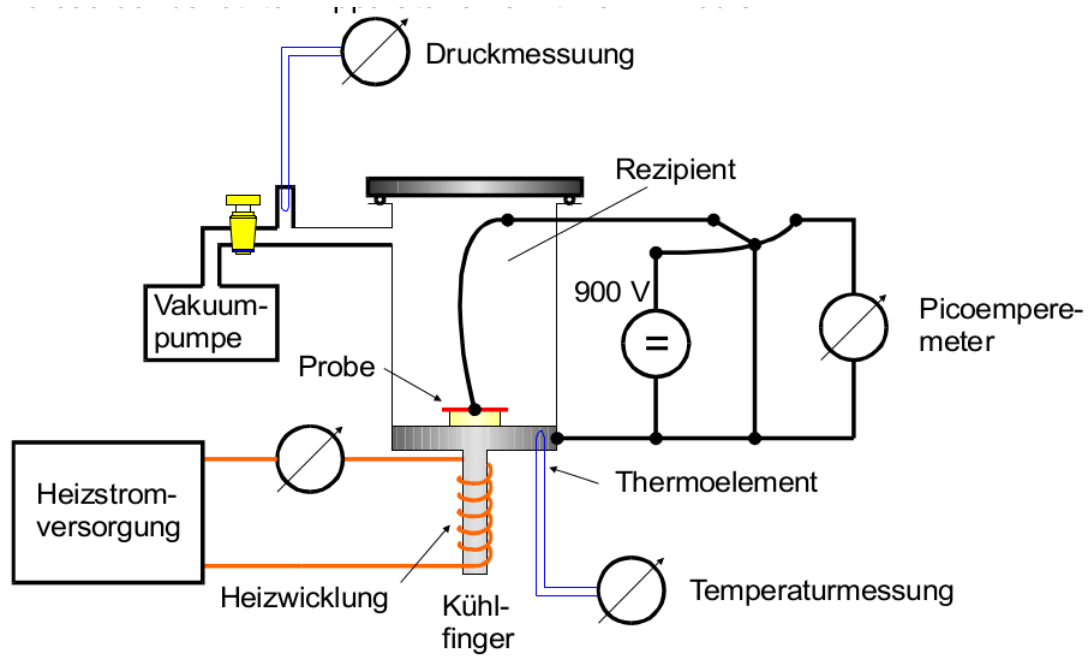 Druckmessuung
Rezipient
900 V
=
Vakuum-
pumpe
Picoempere-
meter
Probe
Heizstrom-
versorgung
Thermoelement
Heizwicklung
Kühl-
finger
Temperaturmessung